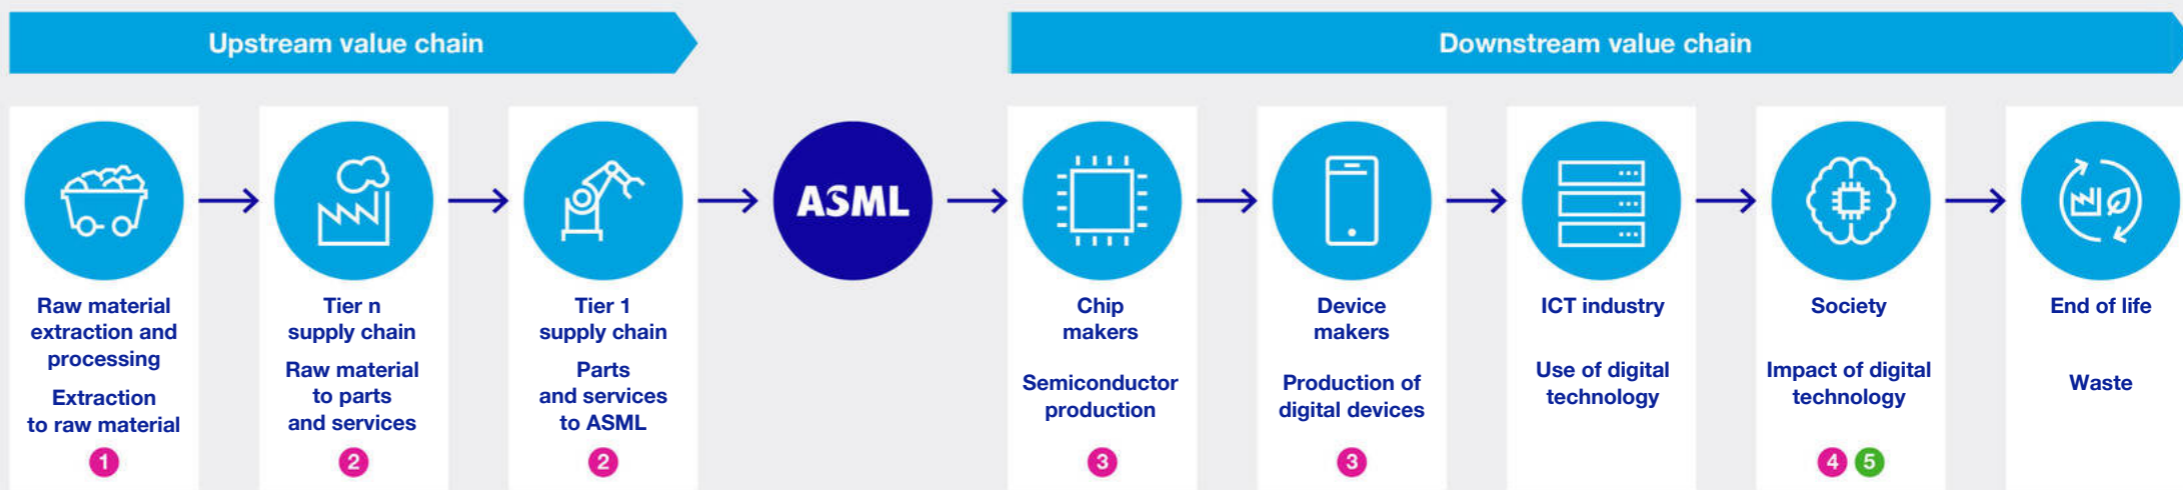 Upstream value chain
Downstream value chain
ASML
Raw material
extraction and
processing
Extraction
to raw material
1
Tier n
supply chain
Raw material
to parts
and services
2
Tier 1
supply chain
Parts
and services
to ASML
2
Chip
makers
Semiconductor
production
3
Device
makers
Production of
digital devices
3
ICT industry
Use of digital
technology
Society
Impact of digital
technology
4 5
End of life
Waste